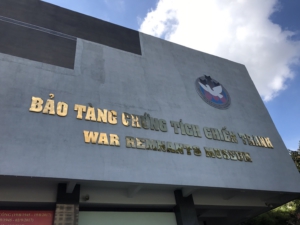 BẢO TÀNG CHỨNG TÍCH CHIẾN TRANH
WAR REMNANTS MUSEUM